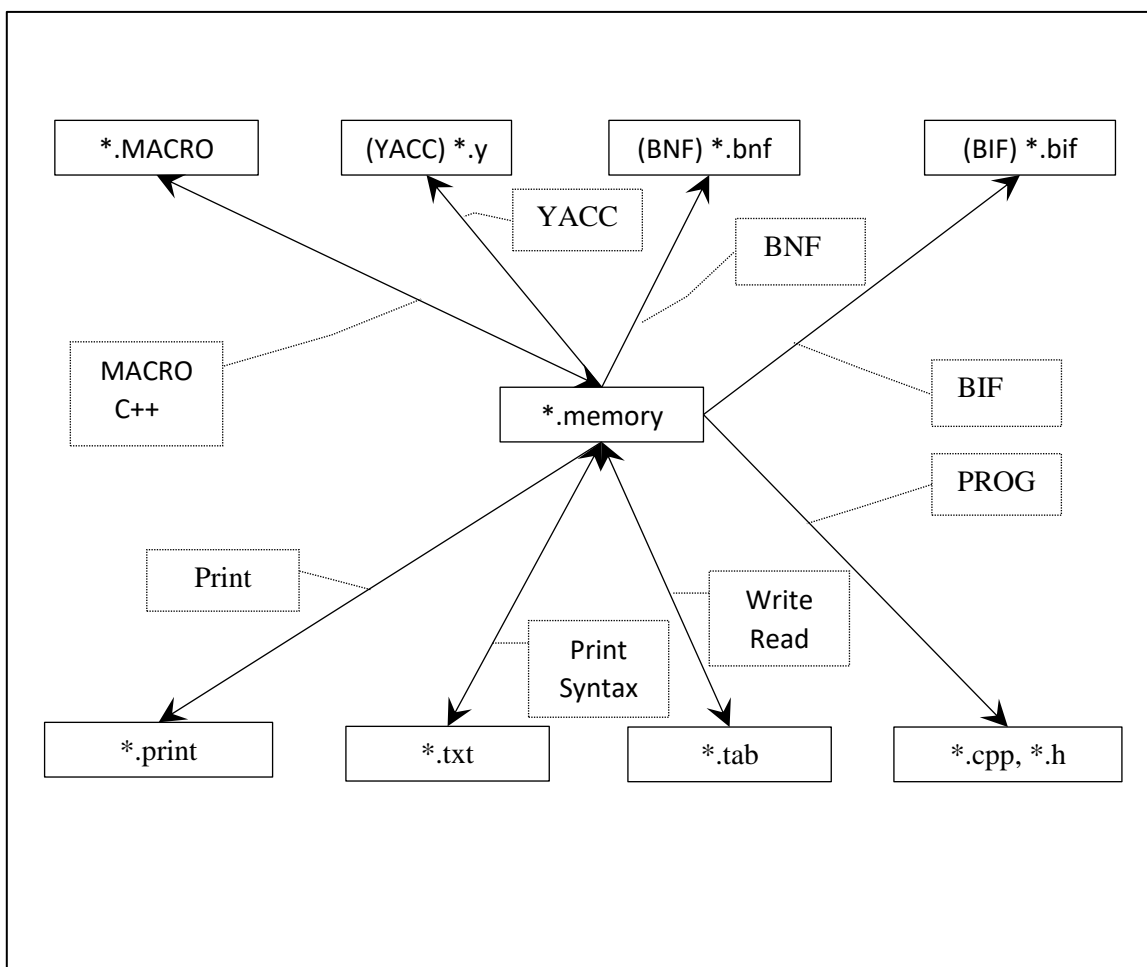 *.MACRO
(YACC) *.y
(BNF) *.bnf
(BIF) *.bif
YACC
BNF
MACRO
C++
*.memory
BIF
PROG
Print
Write
Read
Print
Syntax
*.print
*.txt
*.tab
*.cpp, *.h